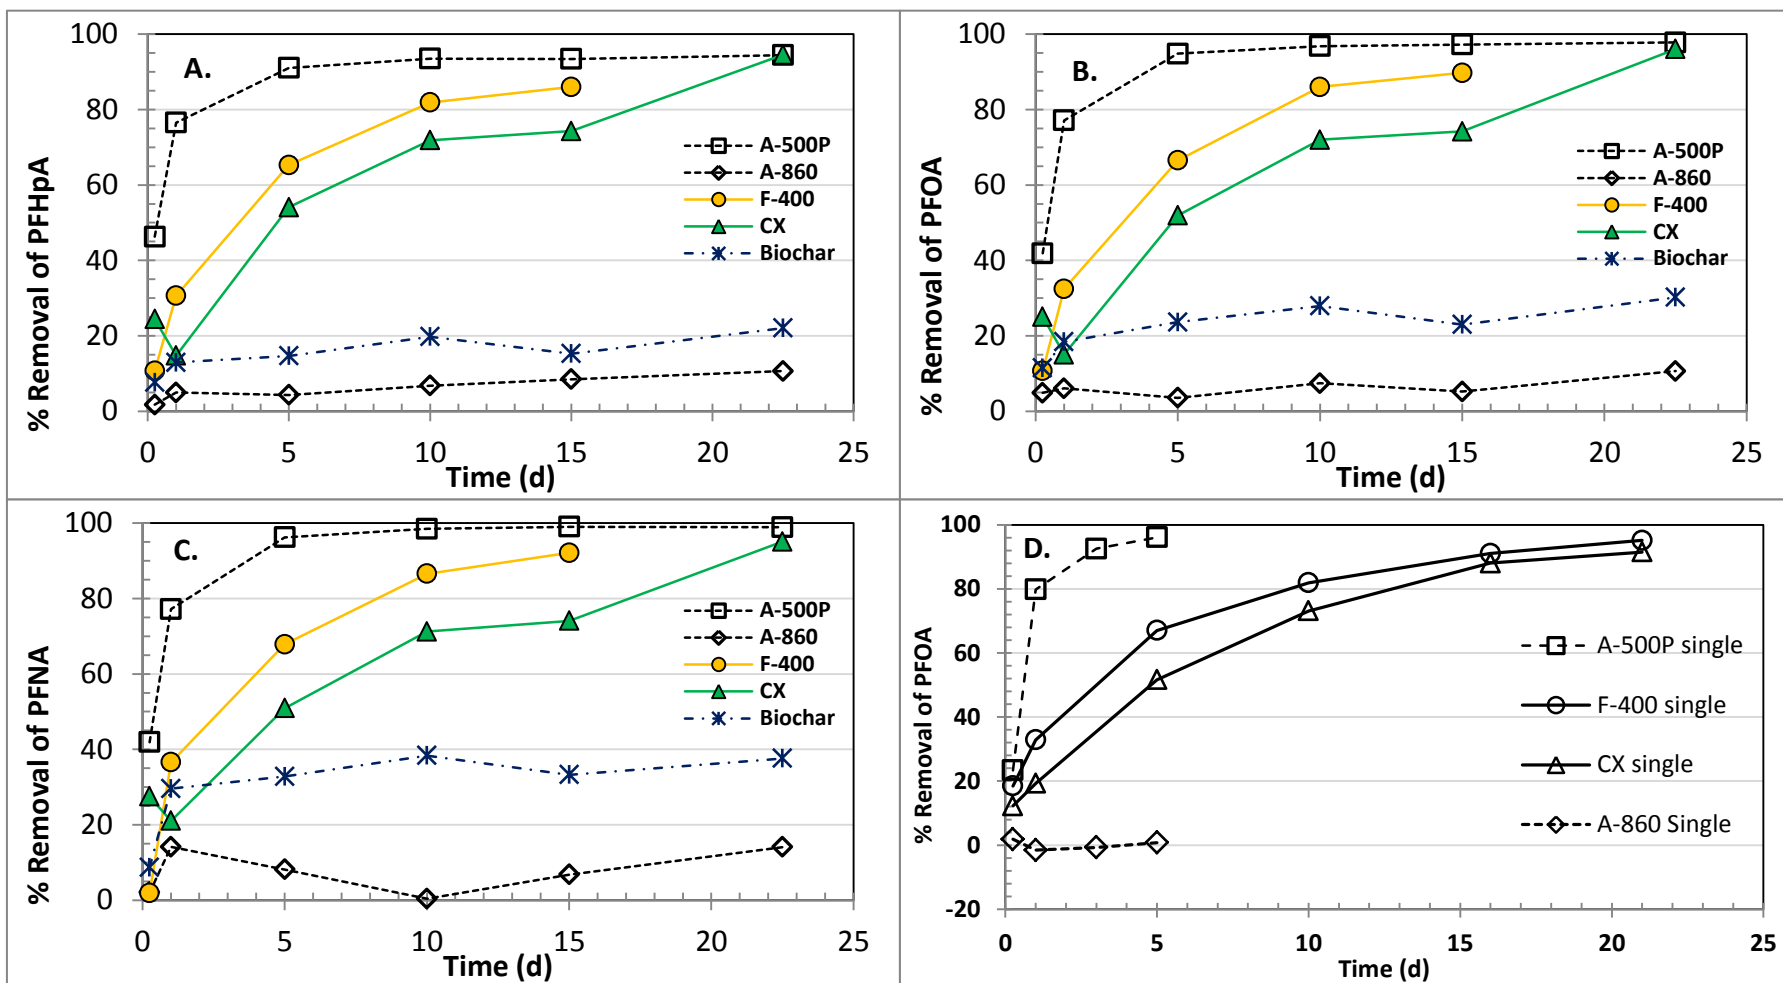 A.
% Removal of PFHpA
100
80
60
40
20
0
0 5 10 15 20 25
Time (d)
A-500P
A-860
F-400
CX
Biochar
B.
% Removal of PFOA
100
80
60
40
20
0
0 5 10 15 20 25
Time (d)
A-500P
A-860
F-400
CX
Biochar
C.
% Removal of PFNA
100
80
60
40
20
0
0 5 10 15 20 25
Time (d)
A-500P
A-860
F-400
CX
Biochar
D.
% Removal of PFOA
100
80
60
40
20
0
-20
0 5 10 15 20 25
Time (d)
A-500P single
F-400 single
CX single
A-860 Single